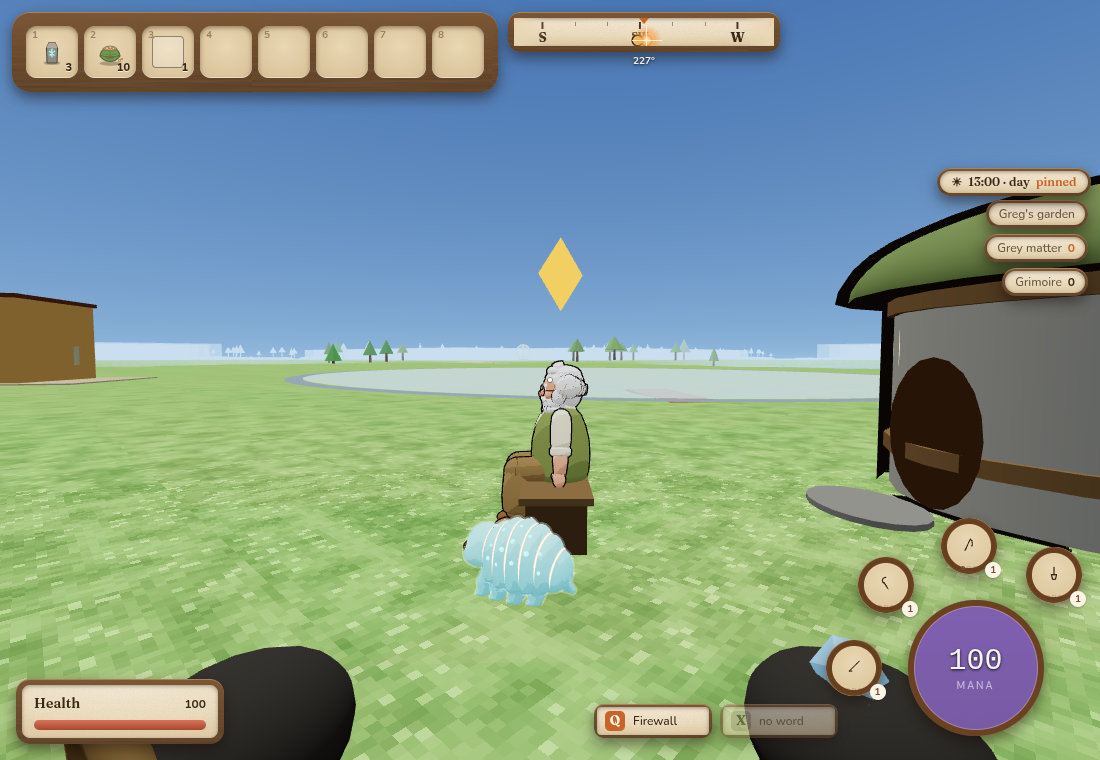 1 2 3 4 5 6 7 8
3 10 1
S SW W
227°
13:00 · day pinned
Greg's garden
Grey matter 0
Grimoire 0
1
1
1
1
100
MANA
Health 100
Q Firewall
X no word